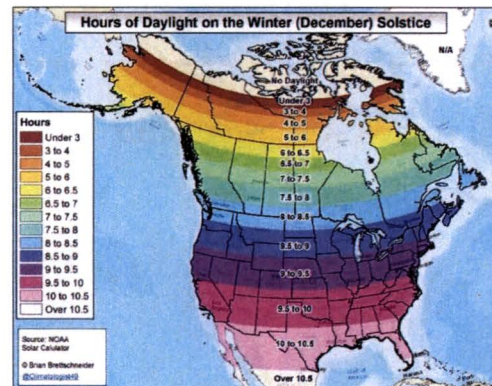 Hours of Daylight on the Winter (December) Solstice
N/A
No Daylight
Under 3
3 to 4
4 to 5
5 to 6
6 to 6.5
6.5 to 7
7 to 7.5
7.5 to 8
8 to 8.5
8.5 to 9
9 to 9.5
9.5 to 10
10 to 10.5
Over 10.5
Hours
Under 3
3 to 4
4 to 5
5 to 6
6 to 6.5
6.5 to 7
7 to 7.5
7.5 to 8
8 to 8.5
8.5 to 9
9 to 9.5
9.5 to 10
10 to 10.5
Over 10.5
Source: NOAA
Solar Calulator
© Brian Brettschneider
@Climatologist49